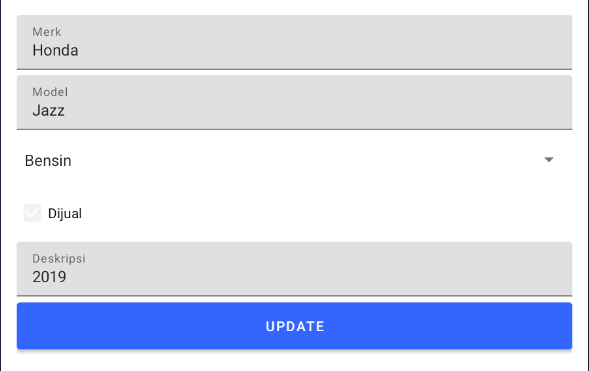 Merk
Honda
Model
Jazz
Bensin
Dijual
Deskripsi
2019
UPDATE